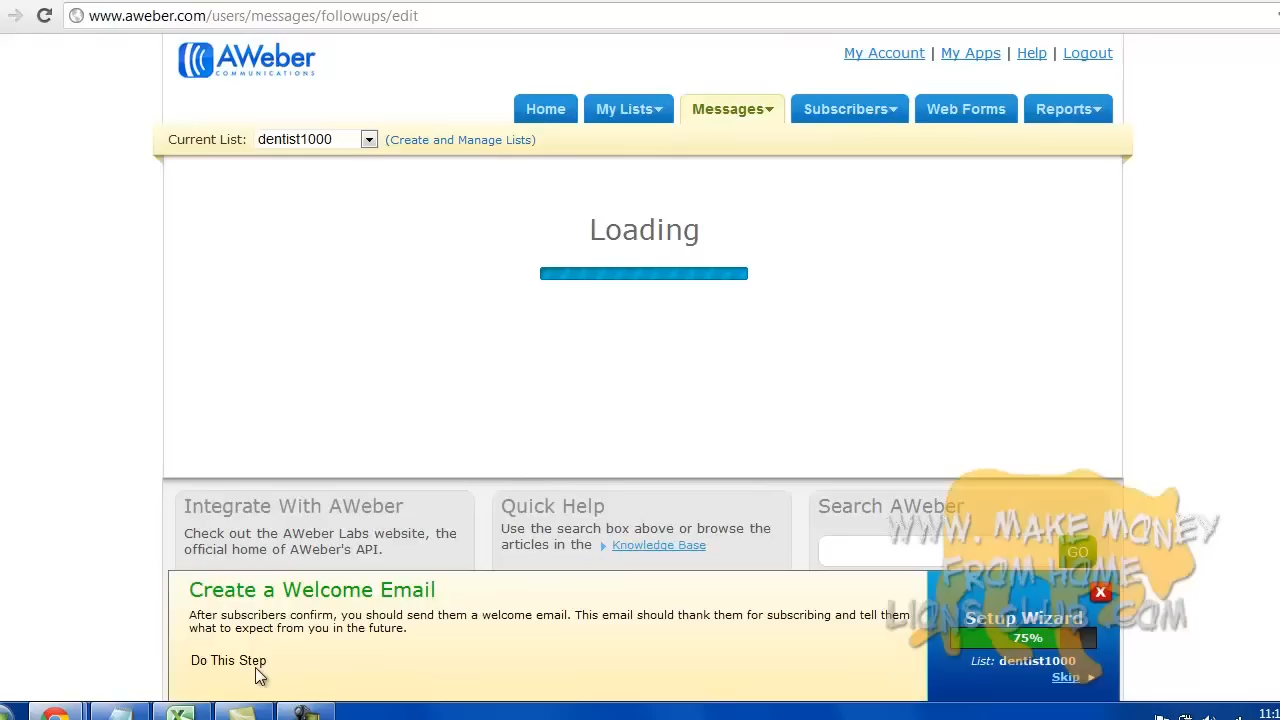 www.aweber.com/users/messages/followups/edit
AWeber
COMMUNICATIONS
My Account | My Apps | Help | Logout
Home My Lists Messages Subscribers Web Forms Reports
Current List: dentist1000 (Create and Manage Lists)
Loading
Integrate With AWeber
Check out the AWeber Labs website, the
official home of AWeber's API.
Quick Help
Use the search box above or browse the
articles in the Knowledge Base
Search AWeber
GO
WWW. MAKE MONEY
FROM HOME
LIONS CLUB.COM
Create a Welcome Email
After subscribers confirm, you should send them a welcome email. This email should thank them for subscribing and tell them
what to expect from you in the future.
Do This Step
X
Setup Wizard
75%
List: dentist1000
Skip